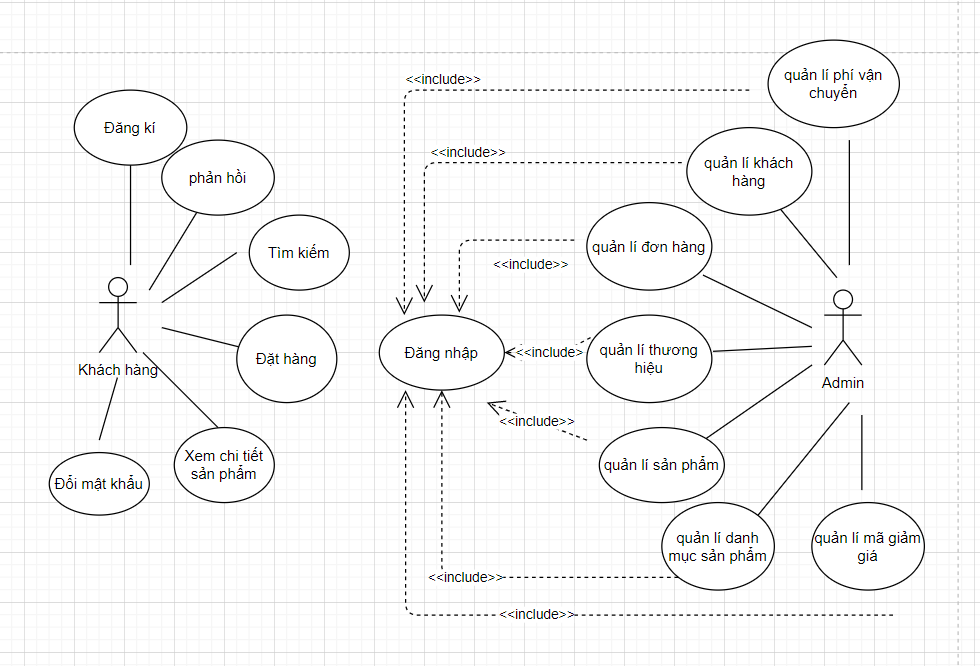 <<include>>
quản lí phí vận
chuyển
Đăng kí
<<include>>
quản lí khách
hàng
phản hồi
Tìm kiếm
quản lí đơn hàng
<<include>>
Đăng nhập
<<include>
quản lí thương
hiệu
Đặt hàng
Khách hàng
Admin
<<include>>
Xem chi tiết
sản phẩm
quản lí sản phẩm
Đổi mật khẩu
quản lí danh
mục sản phẩm
quản lí mã giảm
giá
<<include>>
<<include>>